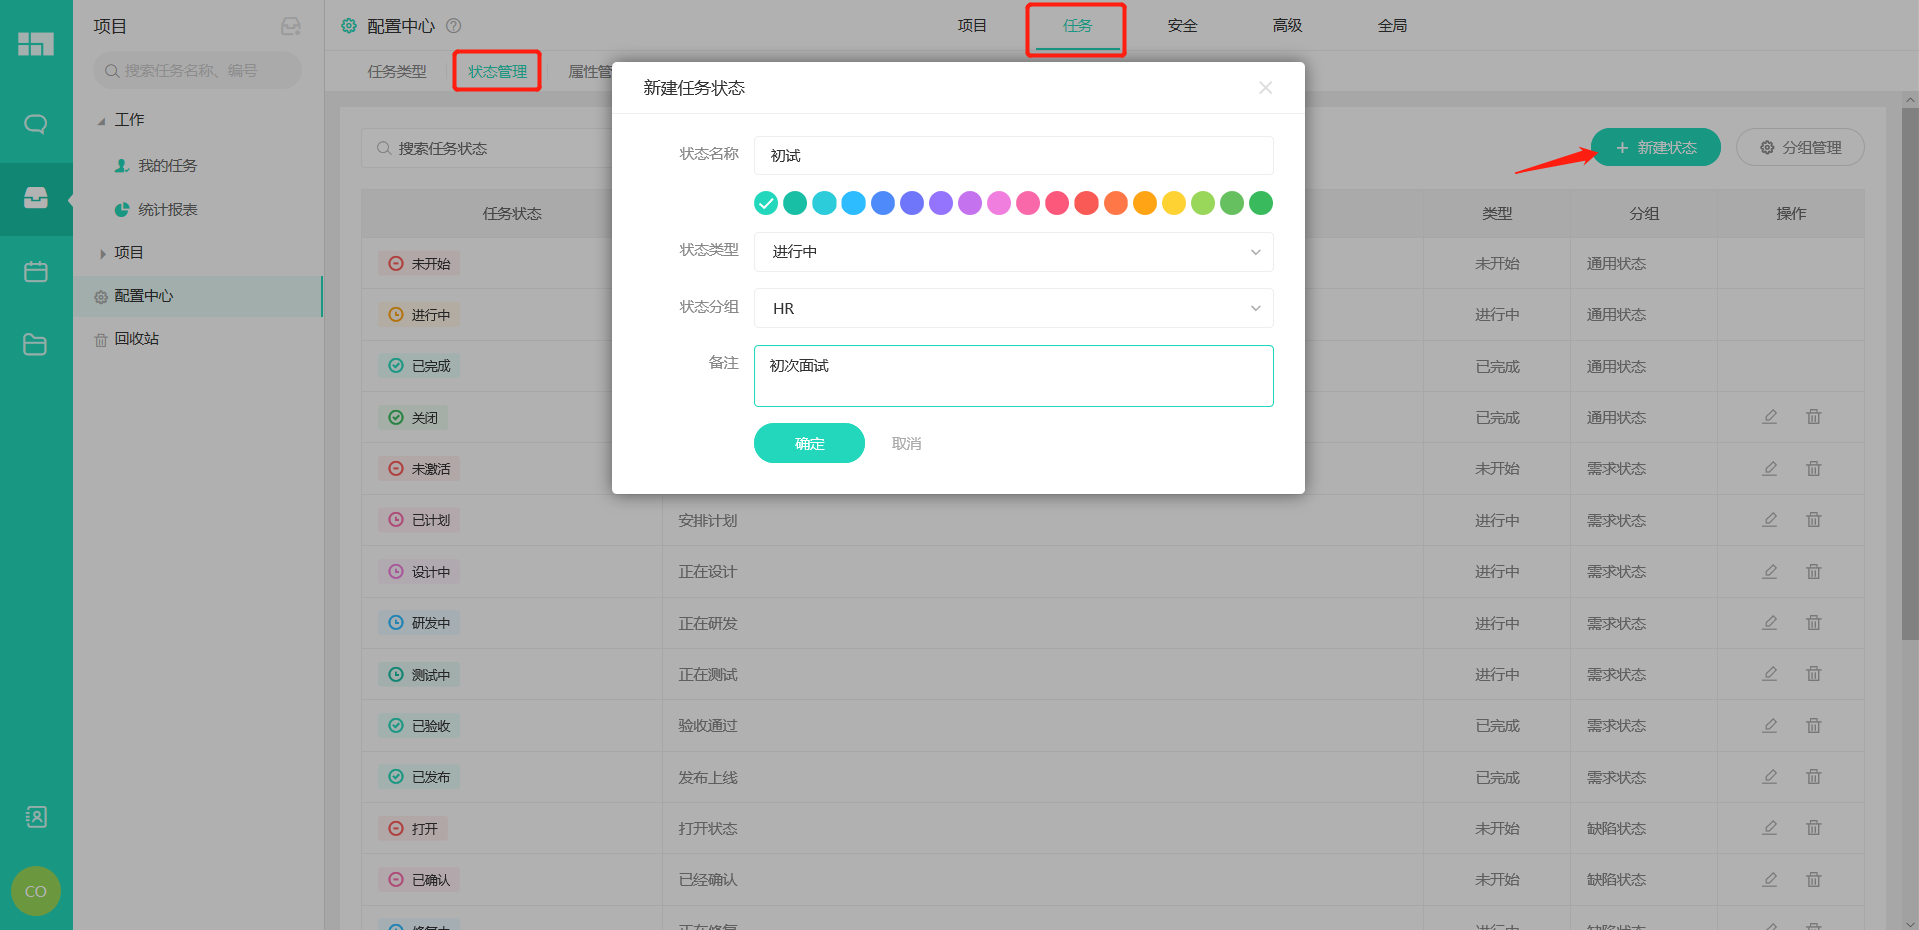 项目
搜索任务名称、编号
工作
我的任务
统计报表
项目
配置中心
回收站
CO
配置中心
项目 任务 安全 高级 全局
任务类型 状态管理 属性管
搜索任务状态
+ 新建状态 分组管理
任务状态 类型 分组 操作
未开始 未开始 通用状态
进行中 进行中 通用状态
已完成 已完成 通用状态
关闭 已完成 通用状态
未激活 未开始 需求状态
已计划 安排计划 进行中 需求状态
设计中 正在设计 进行中 需求状态
研发中 正在研发 进行中 需求状态
测试中 正在测试 进行中 需求状态
已验收 验收通过 已完成 需求状态
已发布 发布上线 已完成 需求状态
打开 打开状态 未开始 缺陷状态
已确认 已经确认 未开始 缺陷状态
修复中 正在修复 进行中 缺陷状态
新建任务状态
状态名称 初试
状态类型 进行中
状态分组 HR
备注 初次面试
确定 取消